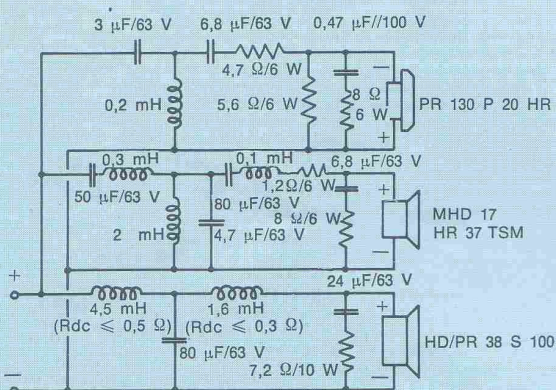 3 µF/63 V 6,8 µF/63 V 0,47 µF//100 V
4,7 Ω/6 W
0,2 mH 5,6 Ω/6 W 8 Ω
6 W
−
+
PR 130 P 20 HR
0,3 mH 0,1 mH 6,8 µF/63 V
1,2Ω/6 W
50 µF/63 V 80 µF/63 V
8 Ω/6 W
2 mH 4,7 µF/63 V
+
−
MHD 17
HR 37 TSM
24 µF/63 V
+
4,5 mH 1,6 mH
(Rdc ≤ 0,5 Ω) (Rdc ≤ 0,3 Ω)
+
−
HD/PR 38 S 100
80 µF/63 V
7,2 Ω/10 W
−